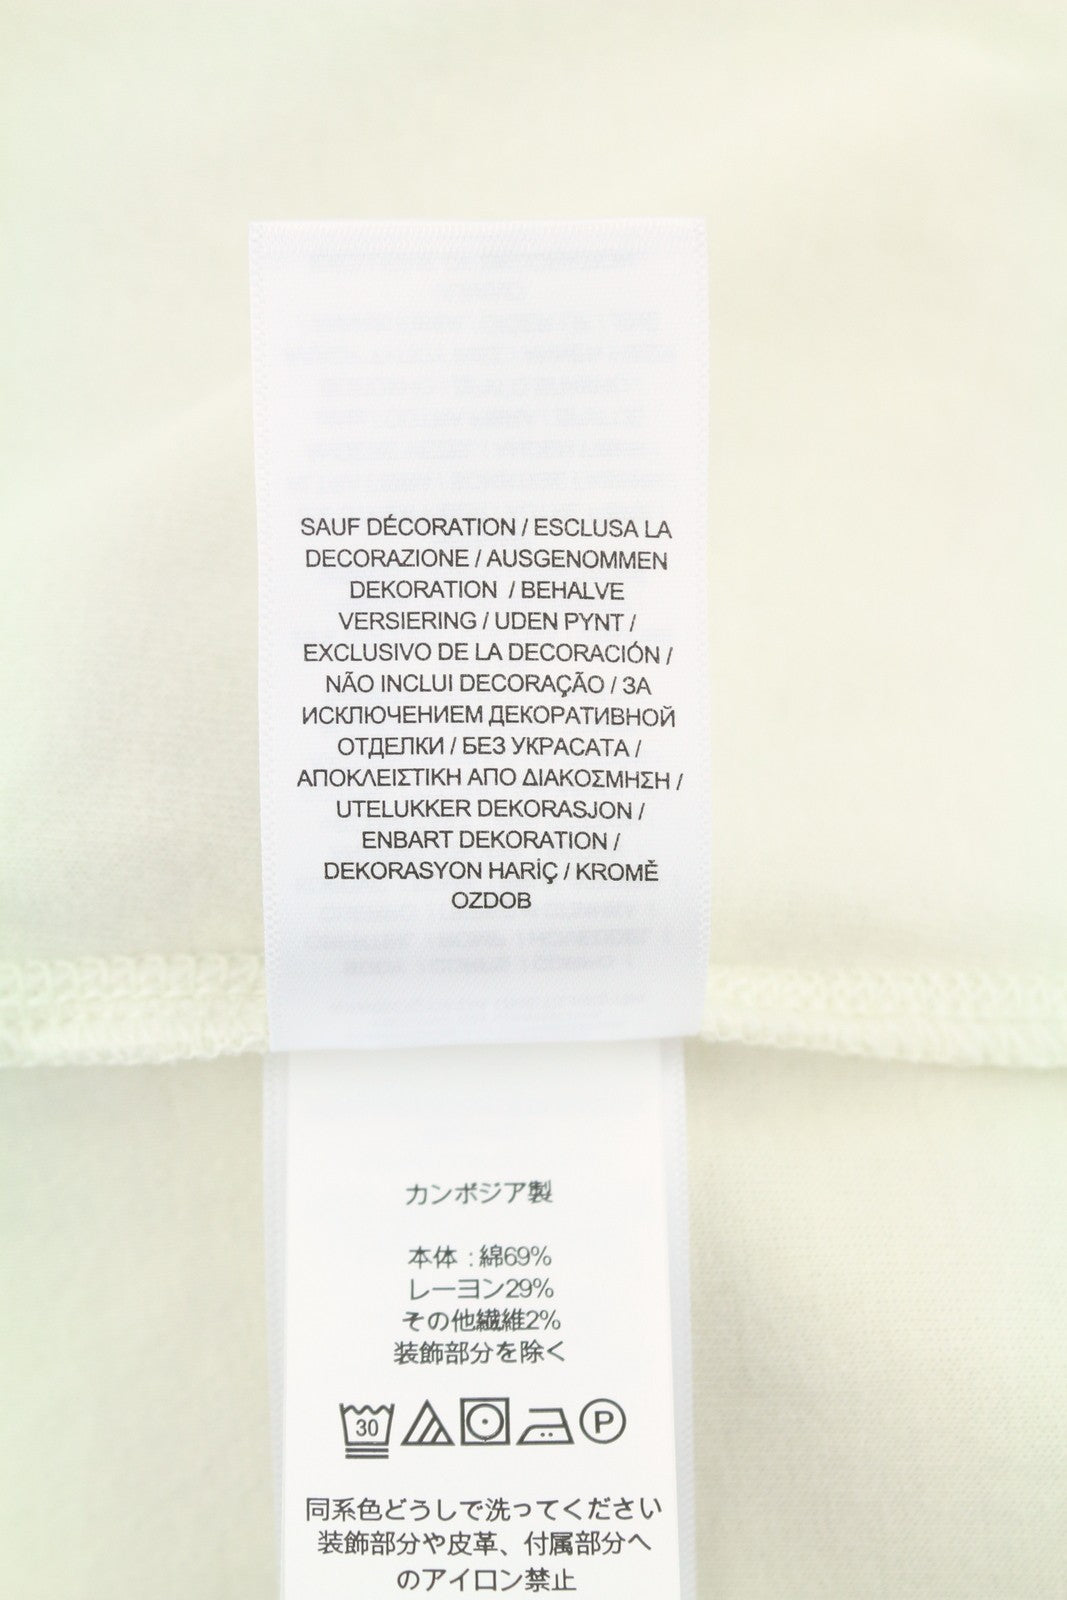 SAUF DÉCORATION / ESCLUSA LA
DECORAZIONE / AUSGENOMMEN
DEKORATION / BEHALVE
VERSIERING / UDEN PYNT /
EXCLUSIVO DE LA DECORACIÓN /
NÃO INCLUI DECORAÇÃO / ЗА
ИСКЛЮЧЕНИЕМ ДЕКОРАТИВНОЙ
ОТДЕЛКИ / БЕЗ УКРАСАТА /
ΑΠΟΚΛΕΙΣΤΙΚΗ ΑΠΟ ΔΙΑΚΟΣΜΗΣΗ /
UTELUKKER DEKORASJON /
ENBART DEKORATION /
DEKORASYON HARİÇ / KROMĚ
OZDOB
カンボジア製
本体 : 綿69%
レーヨン29%
その他繊維2%
装飾部分を除く
30 P
同系色どうしで洗ってください
装飾部分や皮革、付属部分へ
のアイロン禁止